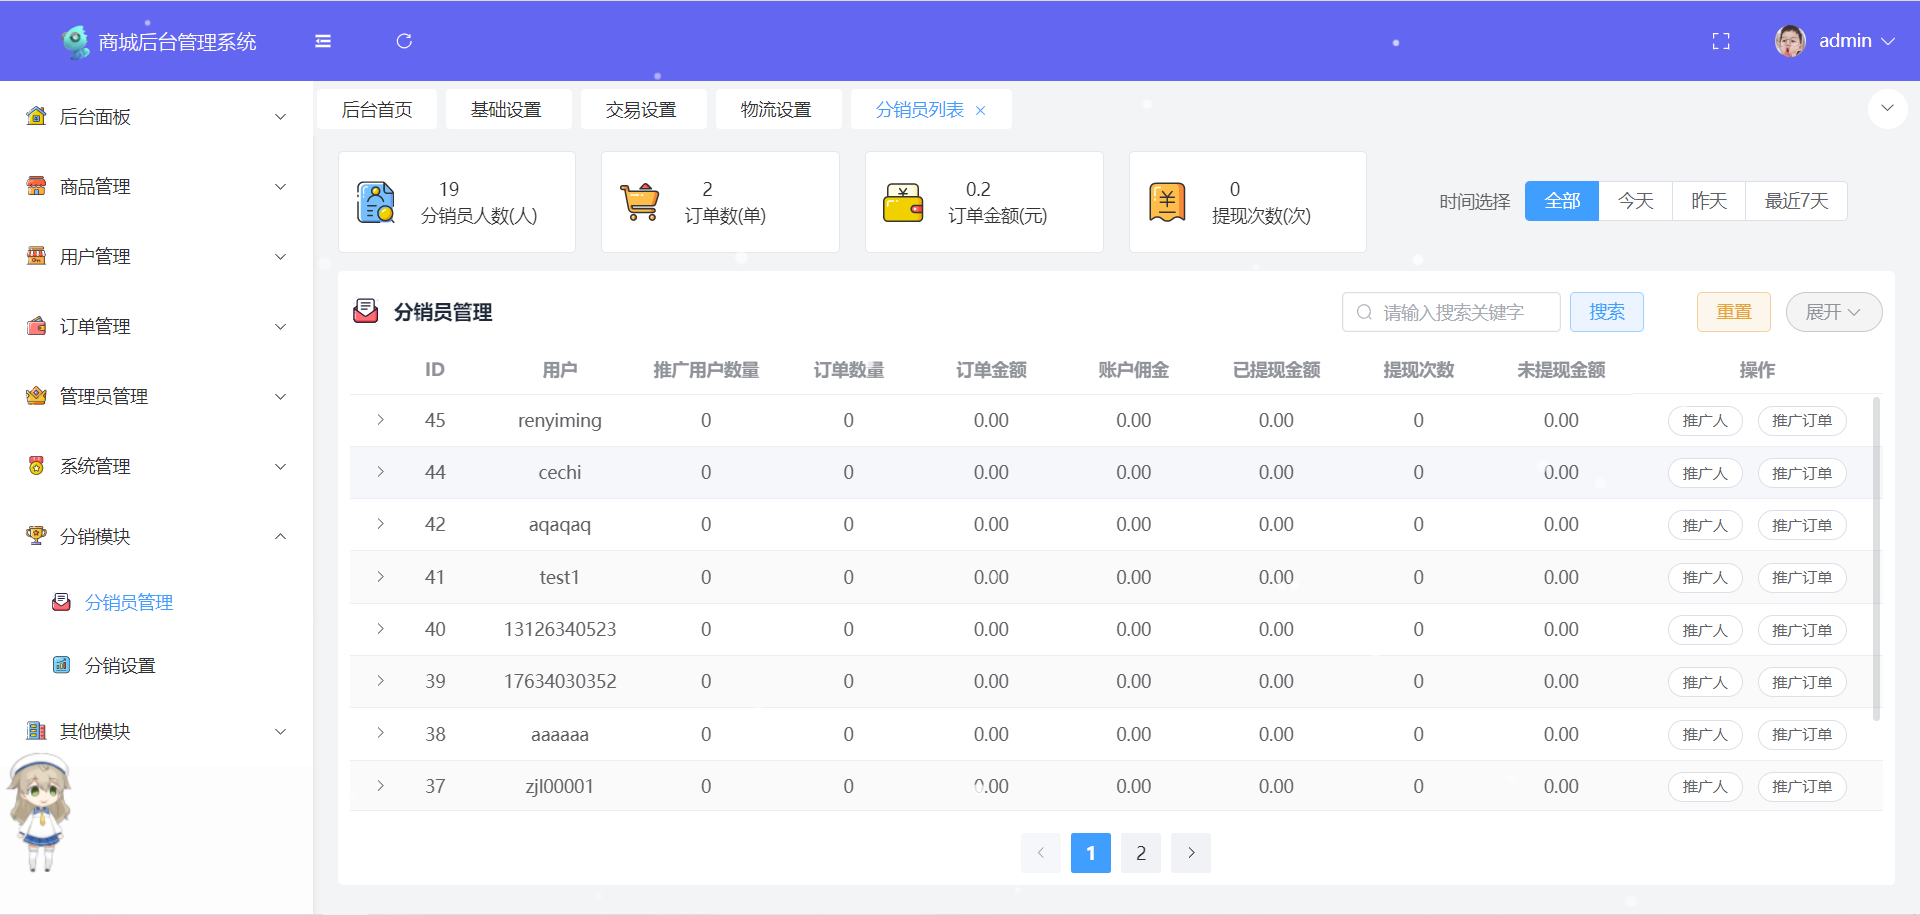 商城后台管理系统
admin
后台面板
商品管理
用户管理
订单管理
管理员管理
系统管理
分销模块
分销员管理
分销设置
其他模块
后台首页 基础设置 交易设置 物流设置 分销员列表
19
分销员人数(人)
2
订单数(单)
0.2
订单金额(元)
0
提现次数(次)
时间选择 全部 今天 昨天 最近7天
分销员管理
请输入搜索关键字 搜索 重置 展开
ID 用户 推广用户数量 订单数量 订单金额 账户佣金 已提现金额 提现次数 未提现金额 操作
45 renyiming 0 0 0.00 0.00 0.00 0 0.00 推广人 推广订单
44 cechi 0 0 0.00 0.00 0.00 0 0.00 推广人 推广订单
42 aqaqaq 0 0 0.00 0.00 0.00 0 0.00 推广人 推广订单
41 test1 0 0 0.00 0.00 0.00 0 0.00 推广人 推广订单
40 13126340523 0 0 0.00 0.00 0.00 0 0.00 推广人 推广订单
39 17634030352 0 0 0.00 0.00 0.00 0 0.00 推广人 推广订单
38 aaaaaa 0 0 0.00 0.00 0.00 0 0.00 推广人 推广订单
37 zjl00001 0 0 0.00 0.00 0.00 0 0.00 推广人 推广订单
1 2